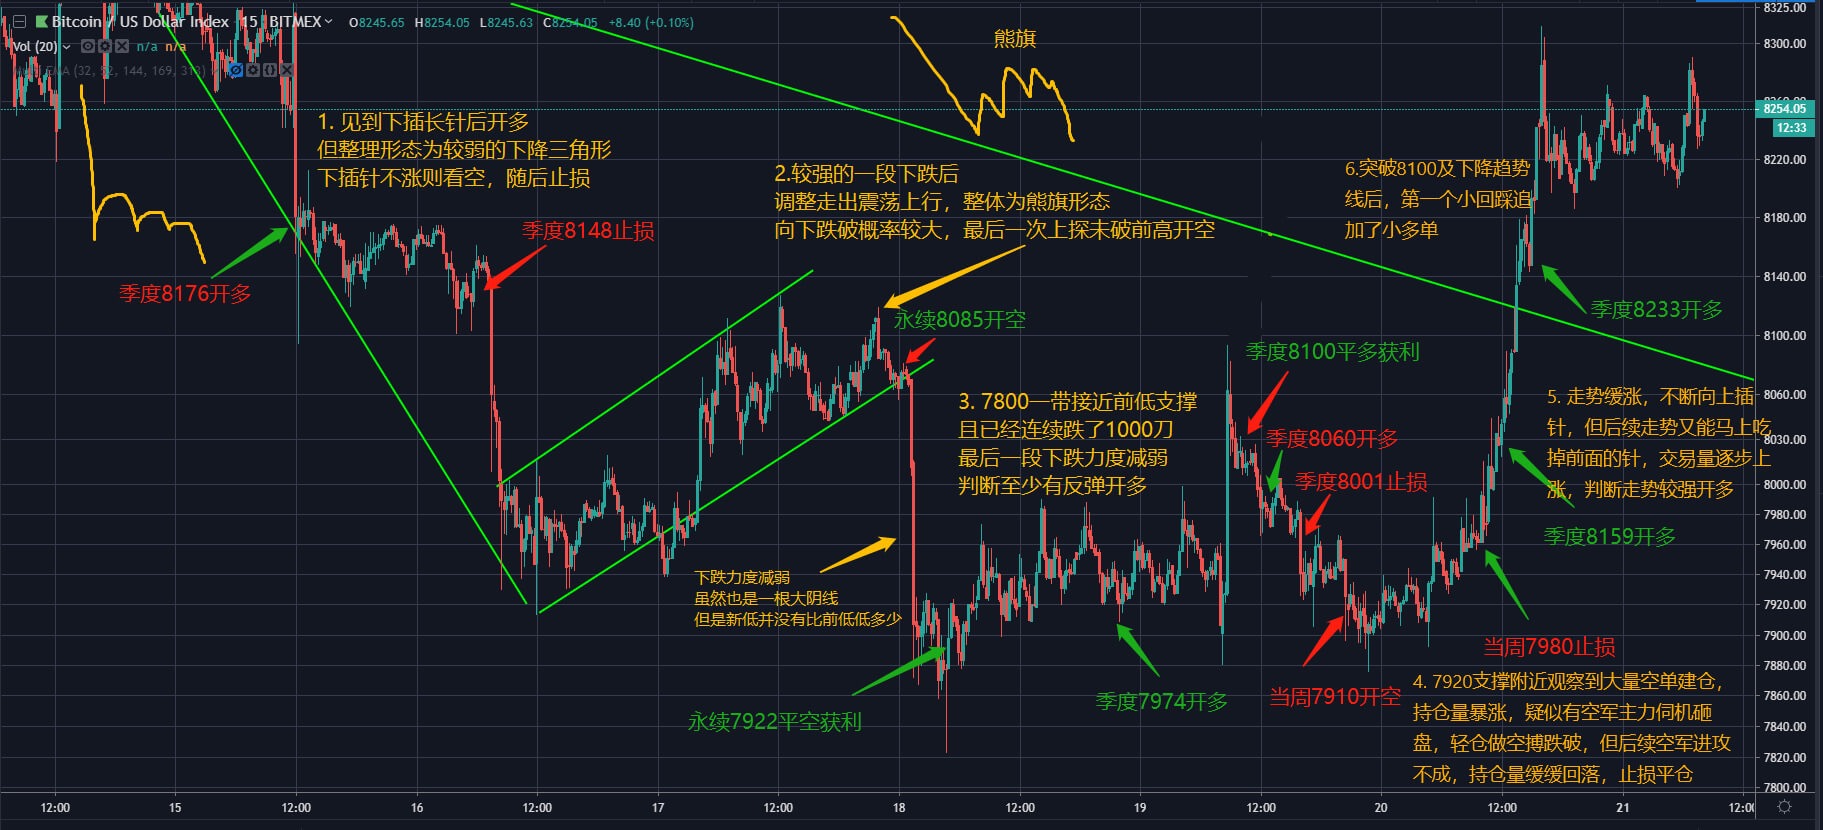 Bitcoin / US Dollar Index · 15 · BITMEX O8245.65 H8254.05 L8245.63 C8254.05 +8.40 (+0.10%)
Vol (20) n/a n/a
EMA (32, 52, 144, 169, 313)
熊旗
1. 见到下插长针后开多
但整理形态为较弱的下降三角形
下插针不涨则看空，随后止损
季度8176开多
季度8148止损
2.较强的一段下跌后
调整走出震荡上行，整体为熊旗形态
向下跌破概率较大，最后一次上探未破前高开空
永续8085开空
下跌力度减弱
虽然也是一根大阴线
但是新低并没有比前低低多少
永续7922平空获利
3. 7800一带接近前低支撑
且已经连续跌了1000刀
最后一段下跌力度减弱
判断至少有反弹开多
季度7974开多
季度8100平多获利
季度8060开多
季度8001止损
当周7910开空
4. 7920支撑附近观察到大量空单建仓，
持仓量暴涨，疑似有空军主力伺机砸
盘，轻仓做空搏跌破，但后续空军进攻
不成，持仓量缓缓回落，止损平仓
当周7980止损
5. 走势缓涨，不断向上插
针，但后续走势又能马上吃
掉前面的针，交易量逐步上
涨，判断走势较强开多
季度8159开多
6.突破8100及下降趋势
线后，第一个小回踩追
加了小多单
季度8233开多
8325.00
8300.00
8260.00
8254.05
12:33
8220.00
8180.00
8140.00
8100.00
8060.00
8030.00
8000.00
7980.00
7960.00
7940.00
7920.00
7900.00
7880.00
7860.00
7840.00
7820.00
7800.00
12:00 15 12:00 16 12:00 17 12:00 18 12:00 19 12:00 20 12:00 21 12:00